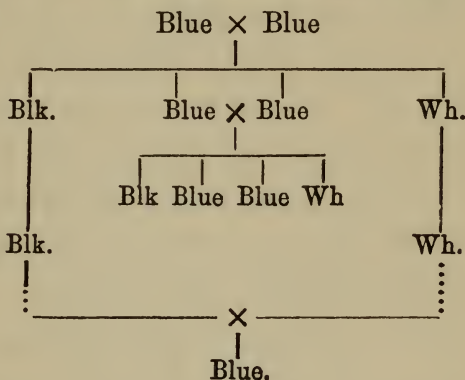 Blue × Blue
Blk. Blue × Blue Wh.
Blk Blue Blue Wh
Blk. Wh.
×
Blue.